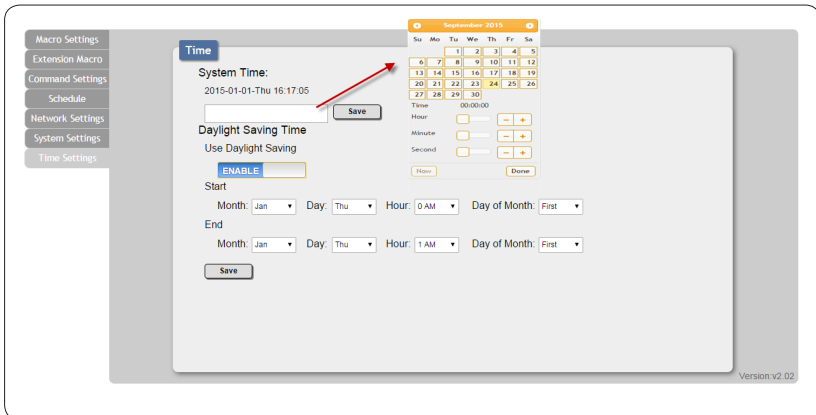 Macro Settings
Extension Macro
Command Settings
Schedule
Network Settings
System Settings
Time Settings
Time
System Time:
2015-01-01-Thu 16:17:05
Save
Daylight Saving Time
Use Daylight Saving
ENABLE
Start
Month: Jan Day: Thu Hour: 0 AM Day of Month: First
End
Month: Jan Day: Thu Hour: 1 AM Day of Month: First
Save
September 2015
Su Mo Tu We Th Fr Sa
1 2 3 4 5
6 7 8 9 10 11 12
13 14 15 16 17 18 19
20 21 22 23 24 25 26
27 28 29 30
Time 00:00:00
Hour - +
Minute - +
Second - +
Now Done
Version:v2.02